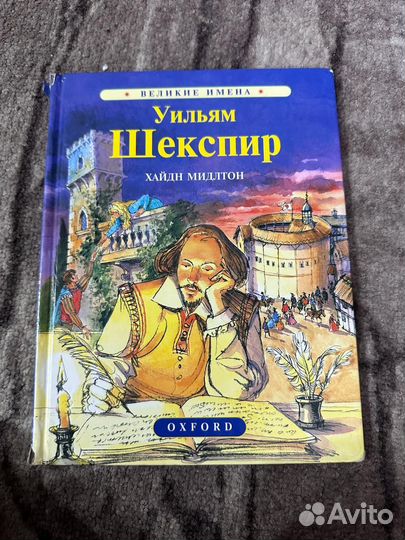 ВЕЛИКИЕ ИМЕНА
Уильям
Шекспир
ХАЙДН МИДЛТОН
OXFORD
Avito